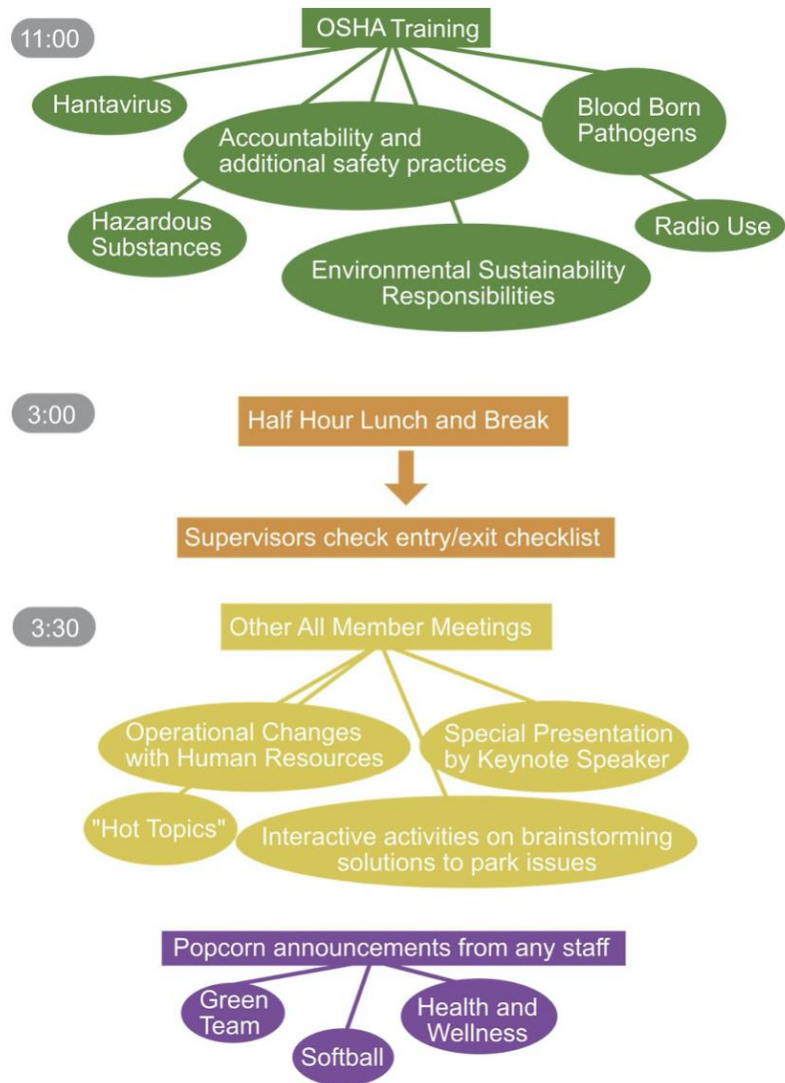 11:00
OSHA Training
Hantavirus
Blood Born
Pathogens
Accountability and
additional safety practices
Hazardous
Substances
Radio Use
Environmental Sustainability
Responsibilities
3:00
Half Hour Lunch and Break
Supervisors check entry/exit checklist
3:30
Other All Member Meetings
Operational Changes
with Human Resources
Special Presentation
by Keynote Speaker
"Hot Topics"
Interactive activities on brainstorming
solutions to park issues
Popcorn announcements from any staff
Green
Team
Health and
Wellness
Softball